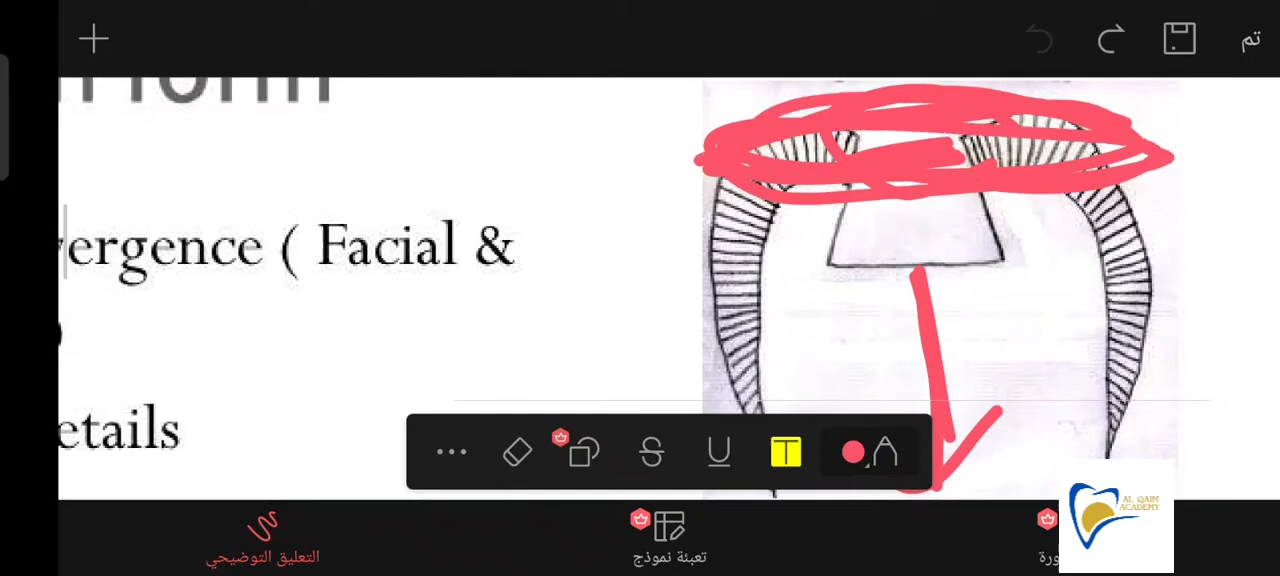 تم
vergence ( Facial &
)
etails
T
التعليق التوضيحي
تعبئة نموذج
AL QAIM
ACADEMY